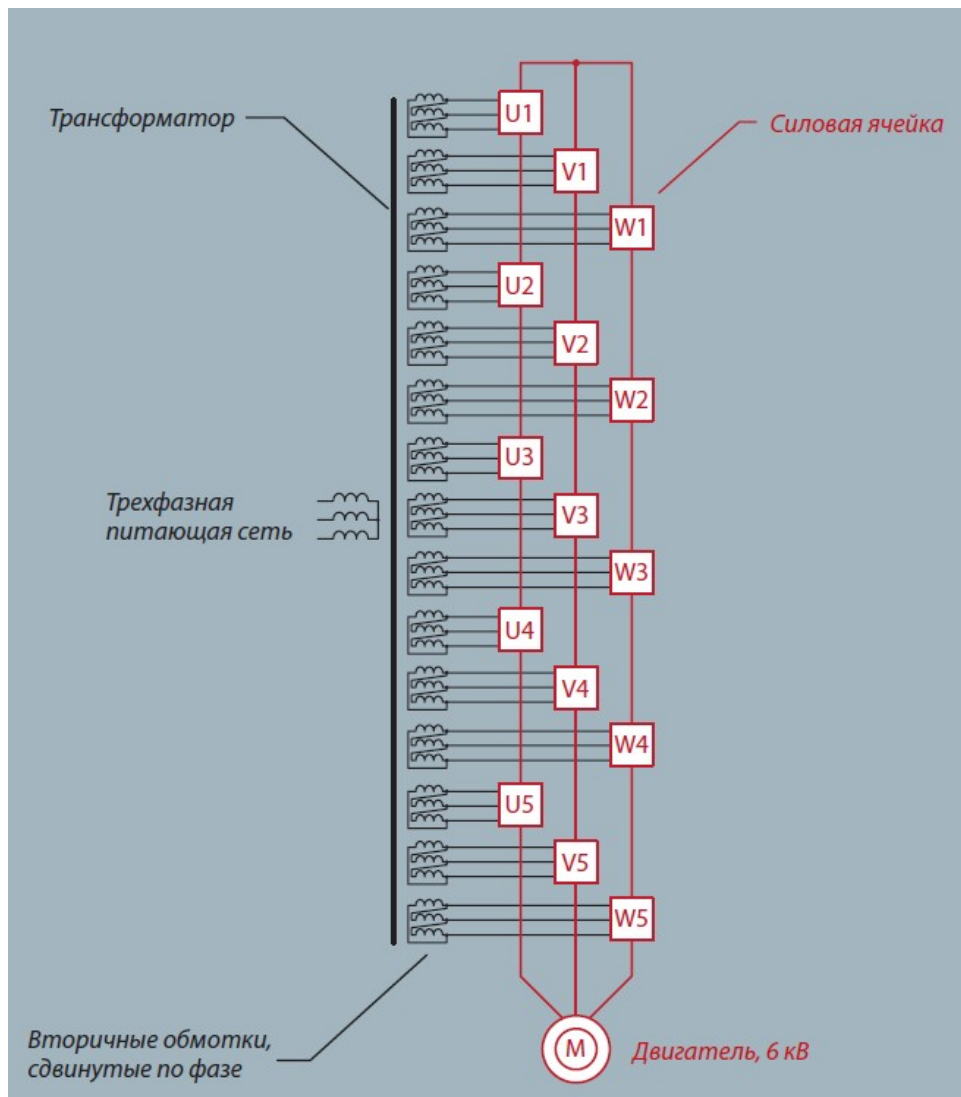 Трансформатор
Силовая ячейка
U1
V1
W1
U2
V2
W2
U3
Трехфазная
питающая сеть
V3
W3
U4
V4
W4
U5
V5
W5
Вторичные обмотки,
сдвинутые по фазе
M
Двигатель, 6 кВ